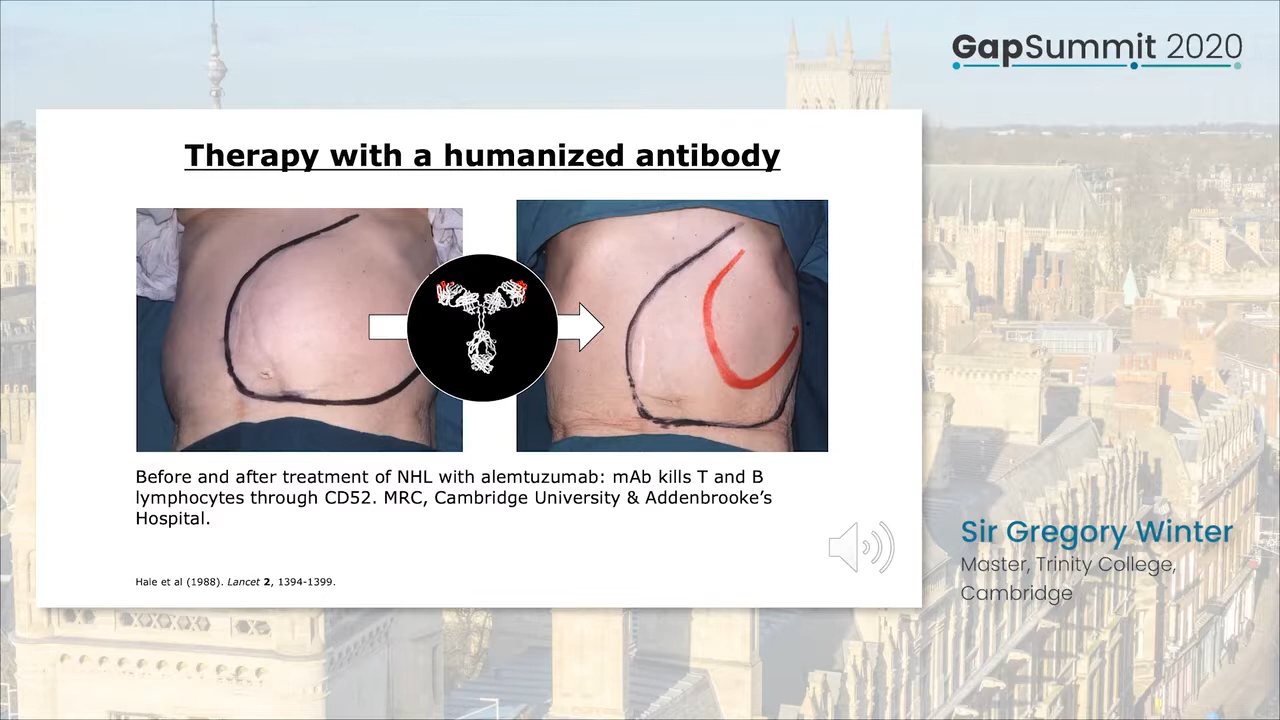 GapSummit 2020
Therapy with a humanized antibody
Before and after treatment of NHL with alemtuzumab: mAb kills T and B
lymphocytes through CD52. MRC, Cambridge University & Addenbrooke’s
Hospital.
Hale et al (1988). Lancet 2, 1394-1399.
Sir Gregory Winter
Master, Trinity College,
Cambridge